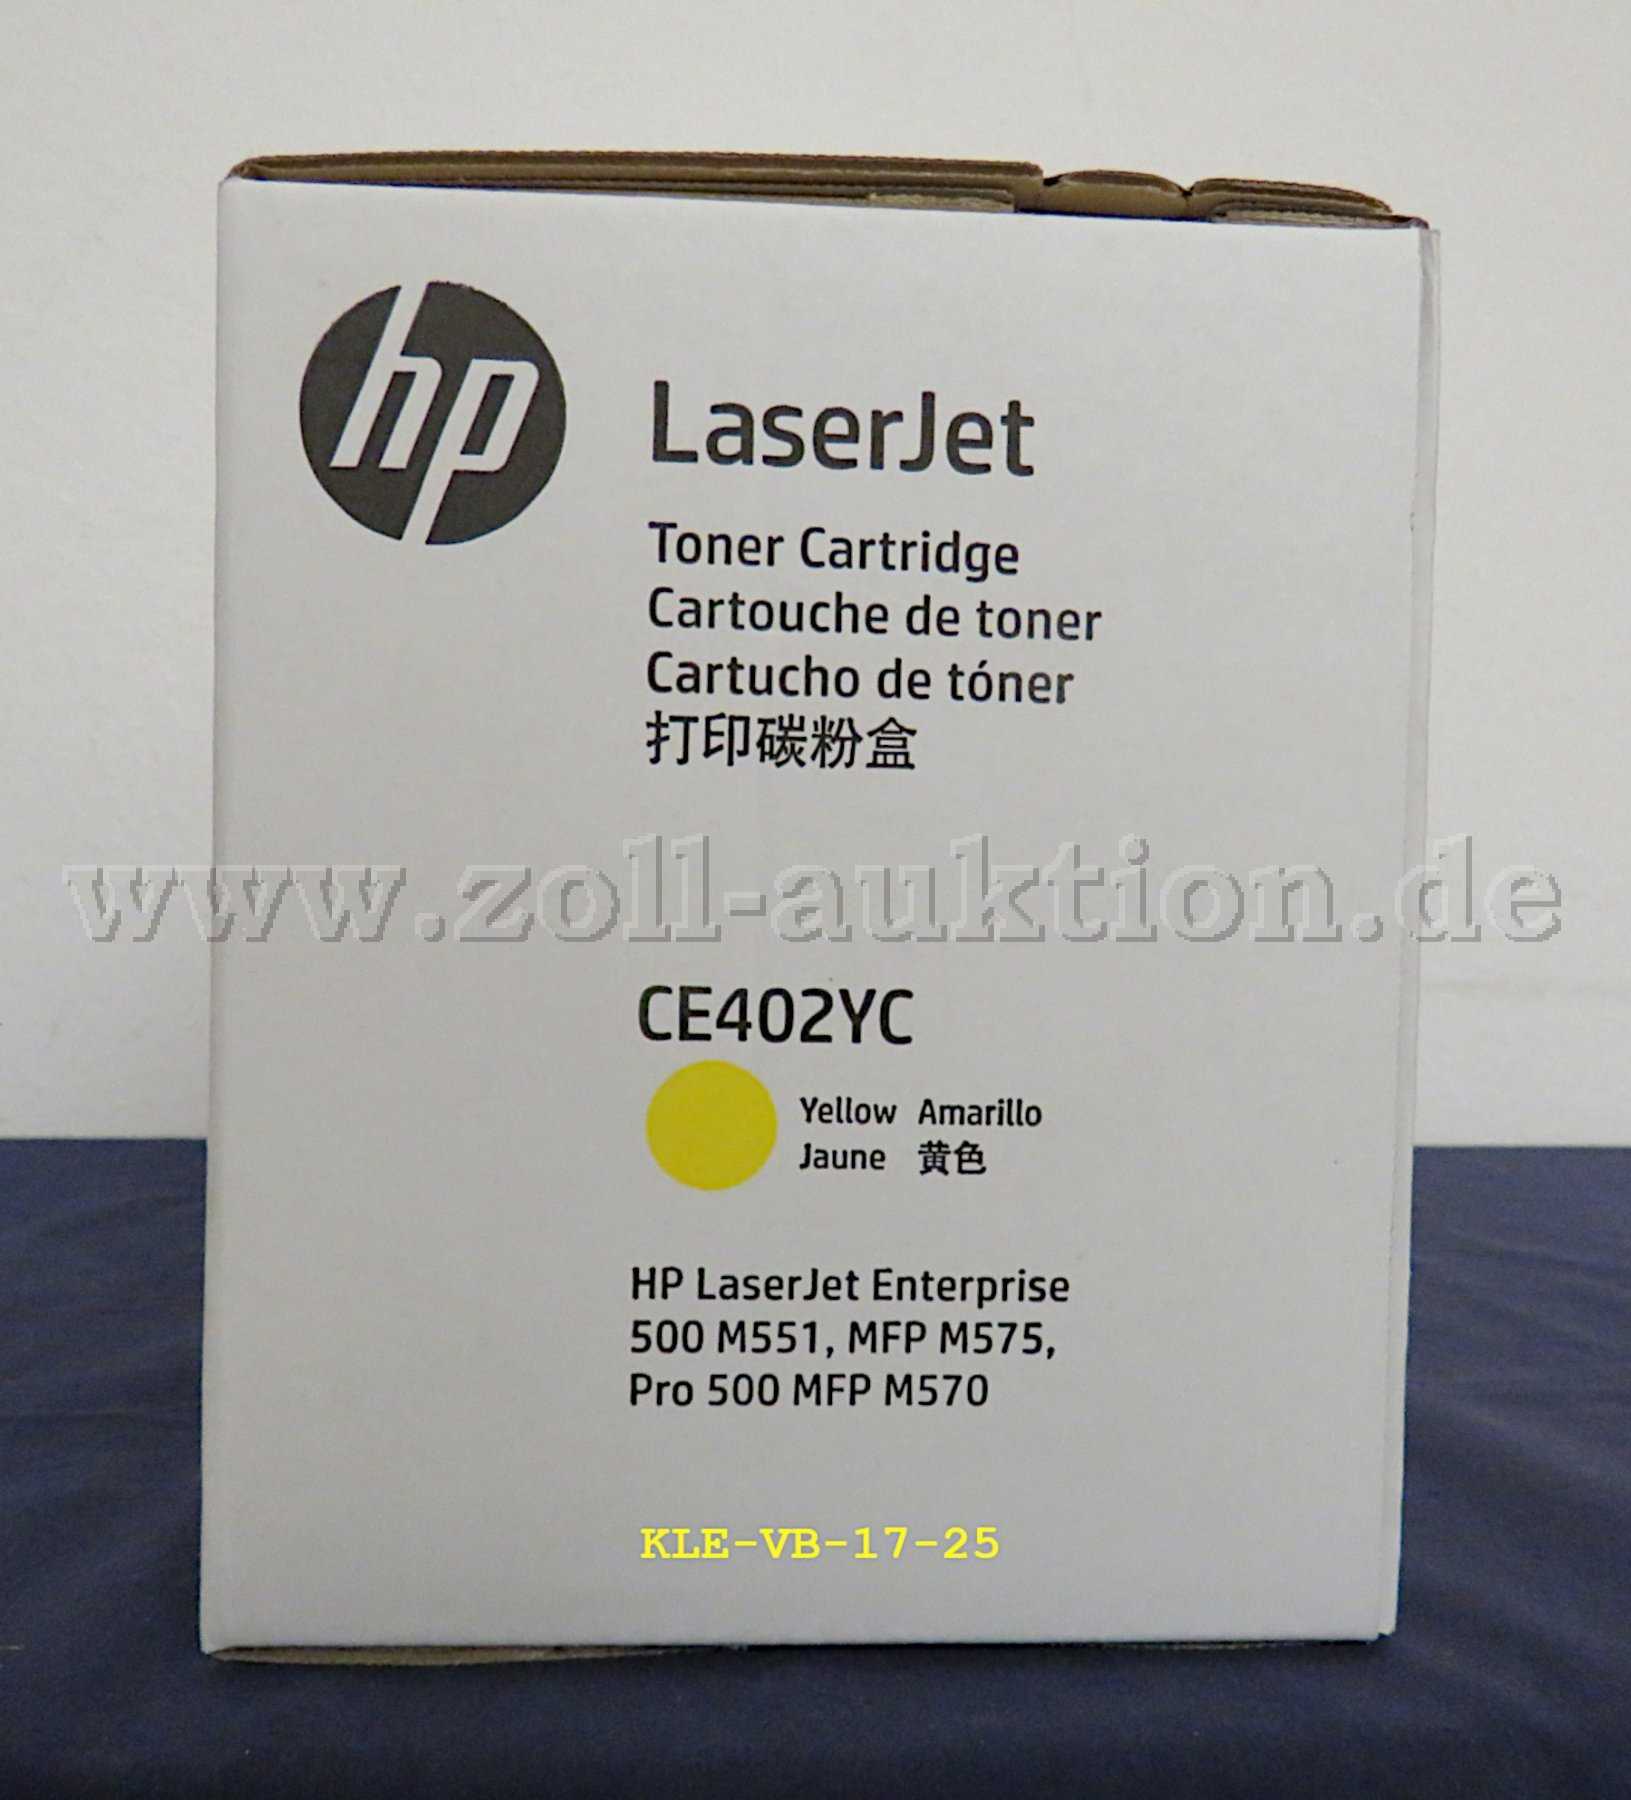 hp
LaserJet
Toner Cartridge
Cartouche de toner
Cartucho de tóner
打印碳粉盒
www.zoll-auktion.de
CE402YC
Yellow Amarillo
Jaune 黄色
HP LaserJet Enterprise
500 M551, MFP M575,
Pro 500 MFP M570
KLE-VB-17-25